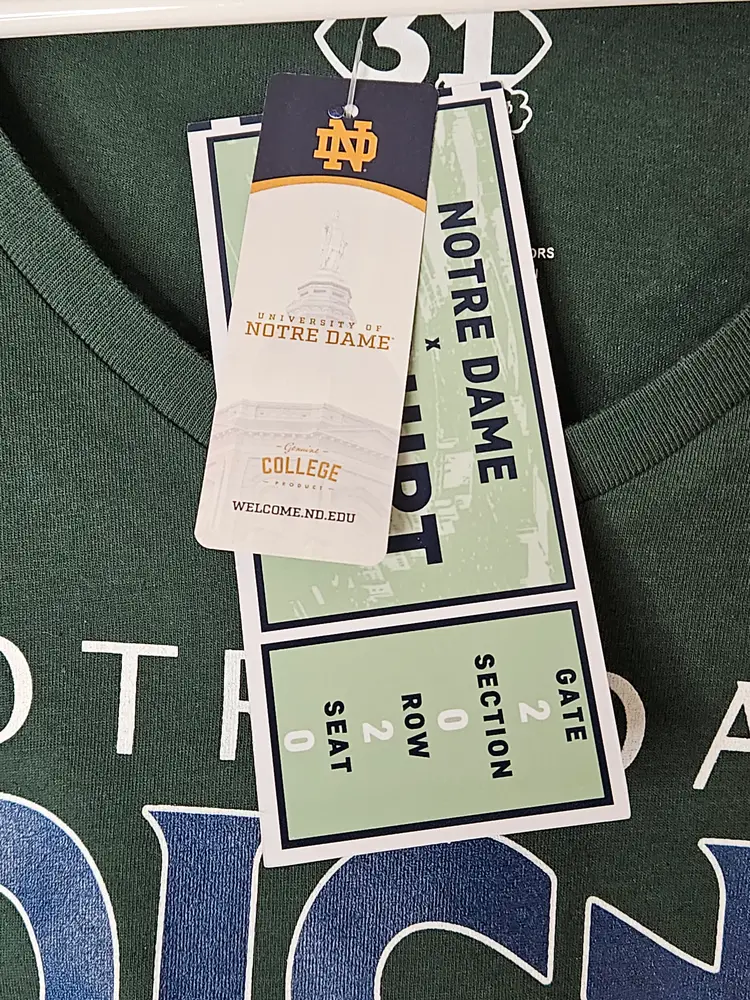 31
ORS
ND
UNIVERSITY OF
NOTRE DAME
Genuine
COLLEGE
PRODUCT
WELCOME.ND.EDU
NOTRE DAME
x
GATE
2
SECTION
0
ROW
2
SEAT
0